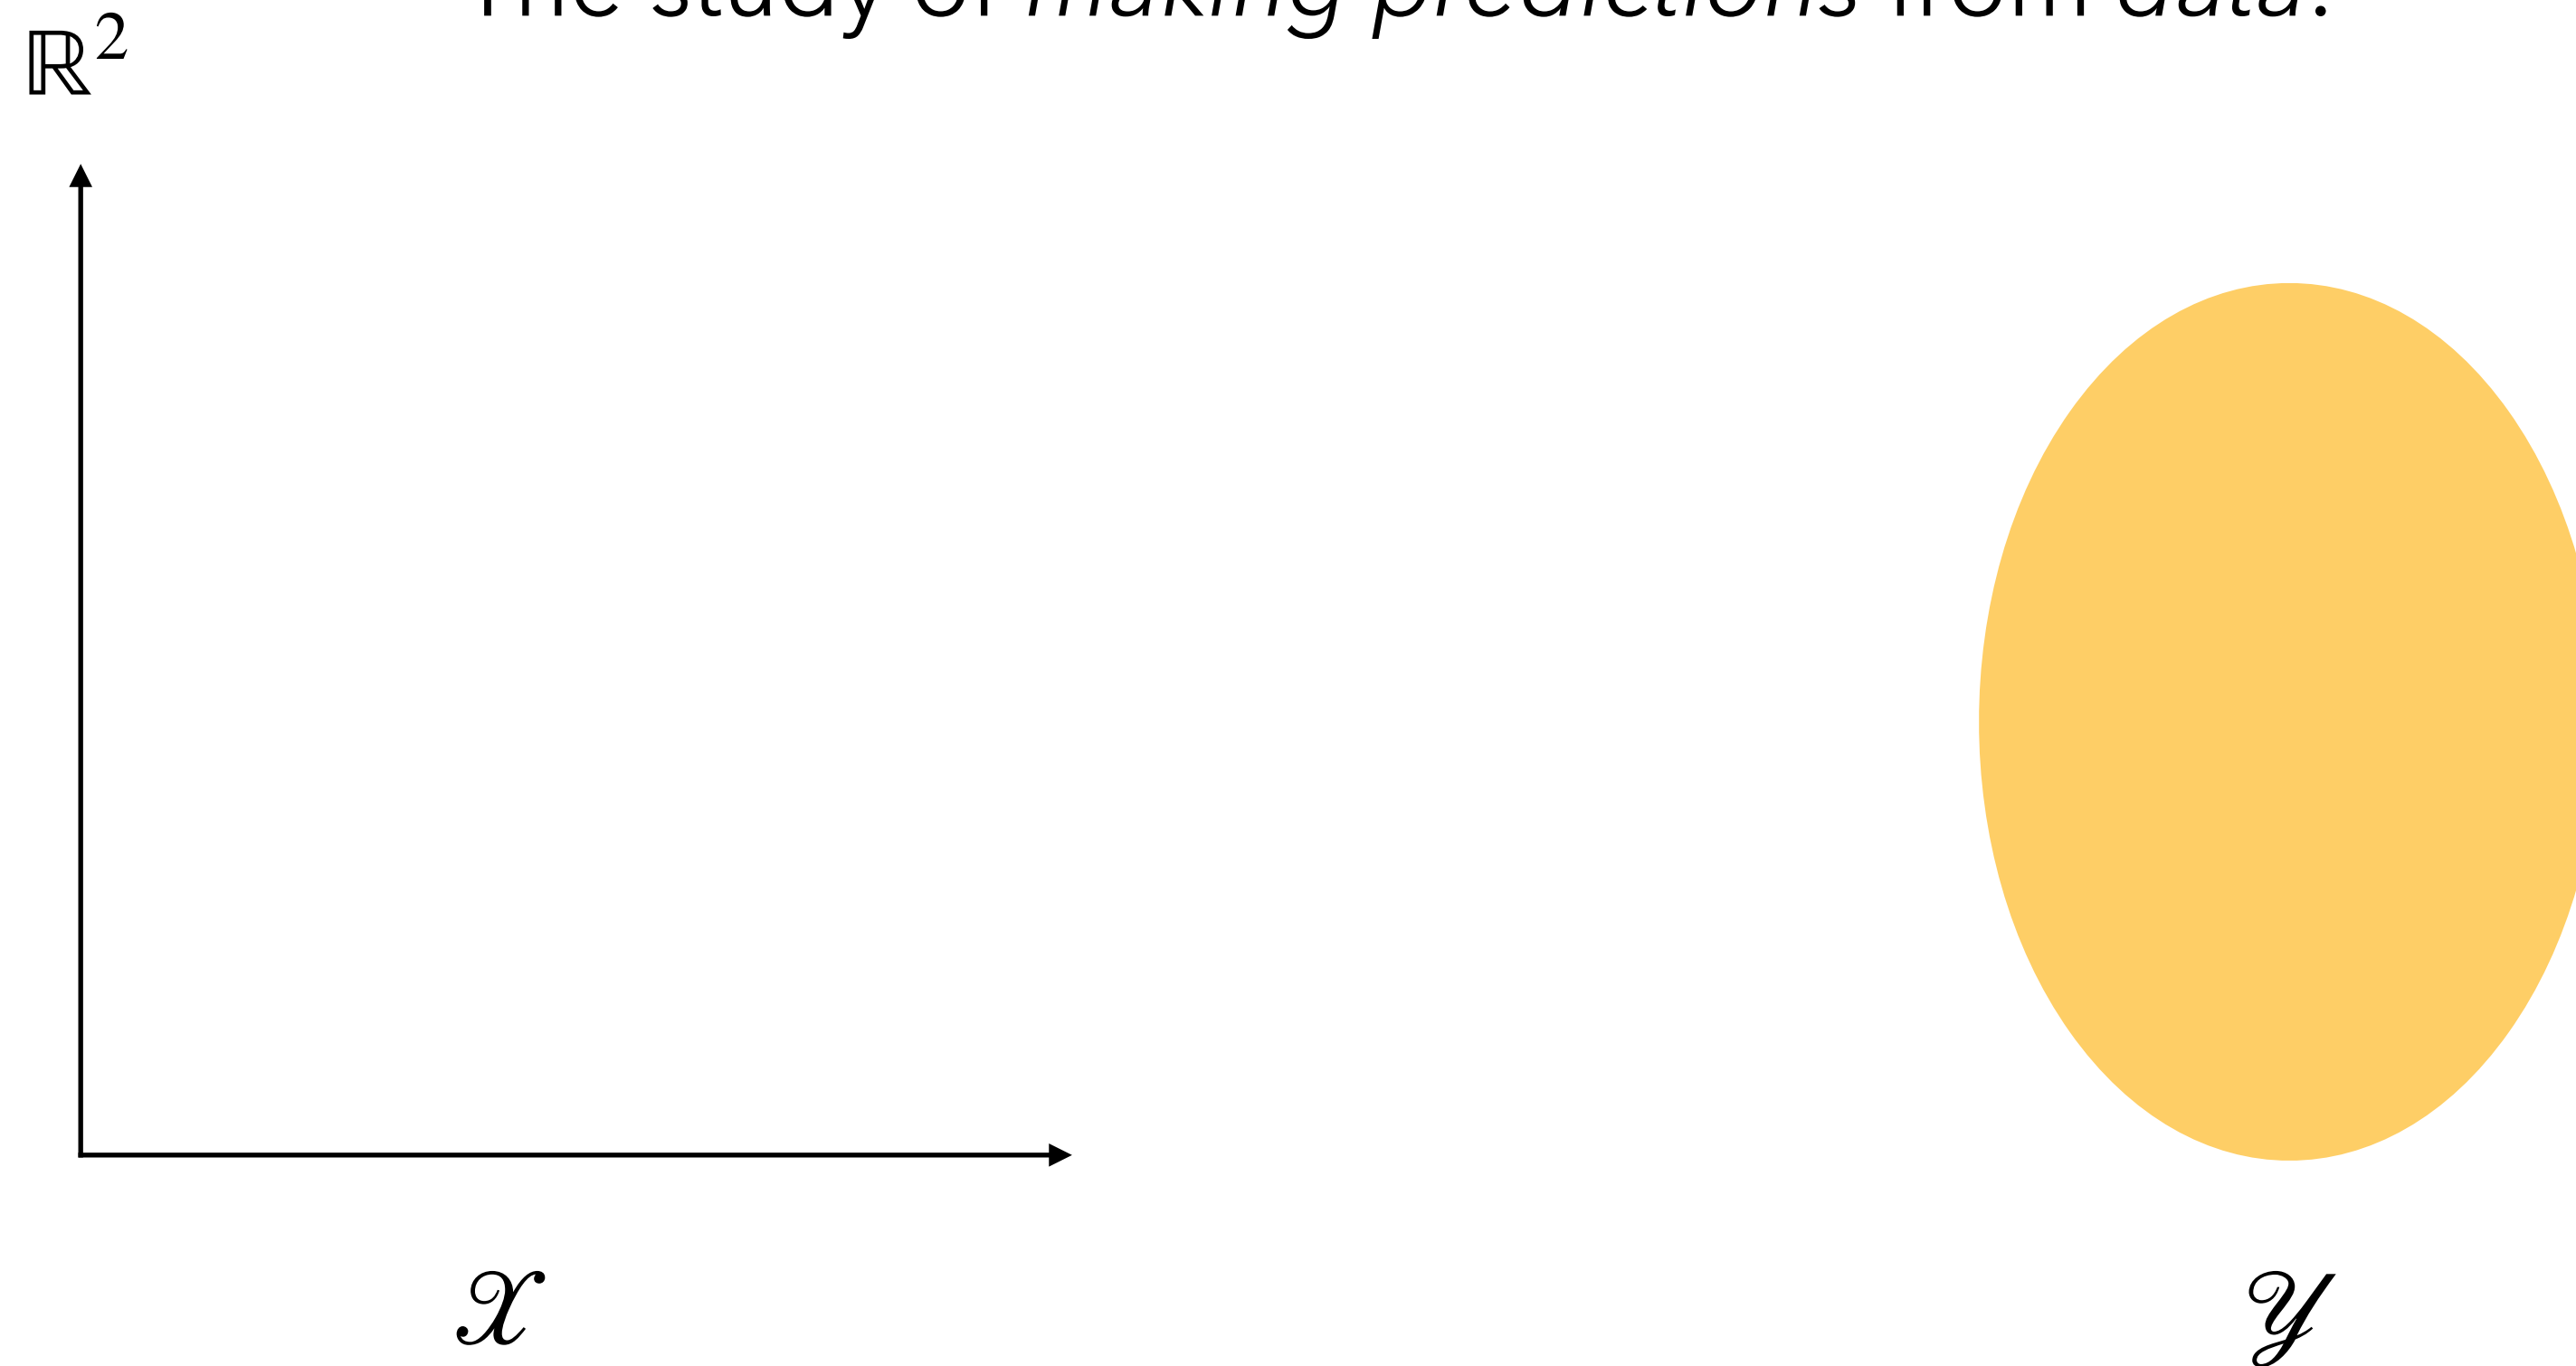 The study of making predictions from data.
ℝ²
𝒳
𝒴